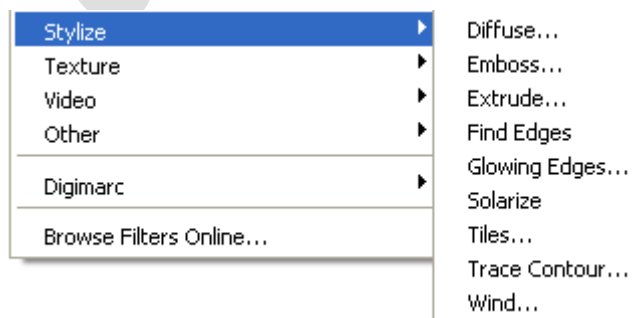 Stylize
Texture
Video
Other
Digimarc
Browse Filters Online...
Diffuse...
Emboss...
Extrude...
Find Edges
Glowing Edges...
Solarize
Tiles...
Trace Contour...
Wind...